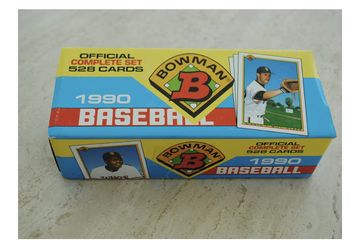 OFFICIAL
COMPLETE SET
528 CARDS
BOWMAN
B
1990
BASEBALL
BOWMAN
B
OFFICIAL
COMPLETE SET
528 CARDS
1990
BASEBALL